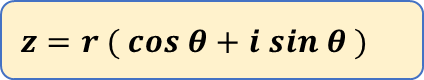 z = r ( cos θ + i sin θ )